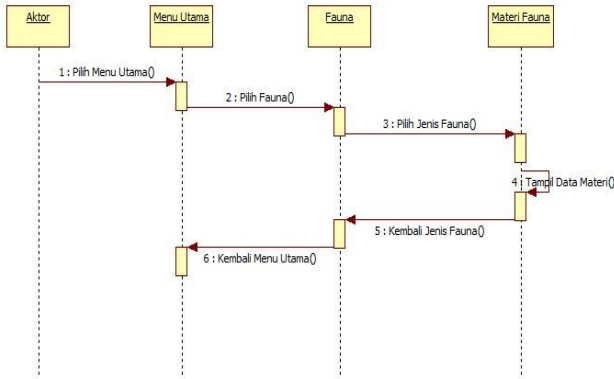 Aktor
Menu Utama
Fauna
Materi Fauna
1 : Pilih Menu Utama()
2 : Pilih Fauna()
3 : Pilih Jenis Fauna()
4 : Tampil Data Materi()
5 : Kembali Jenis Fauna()
6 : Kembali Menu Utama()